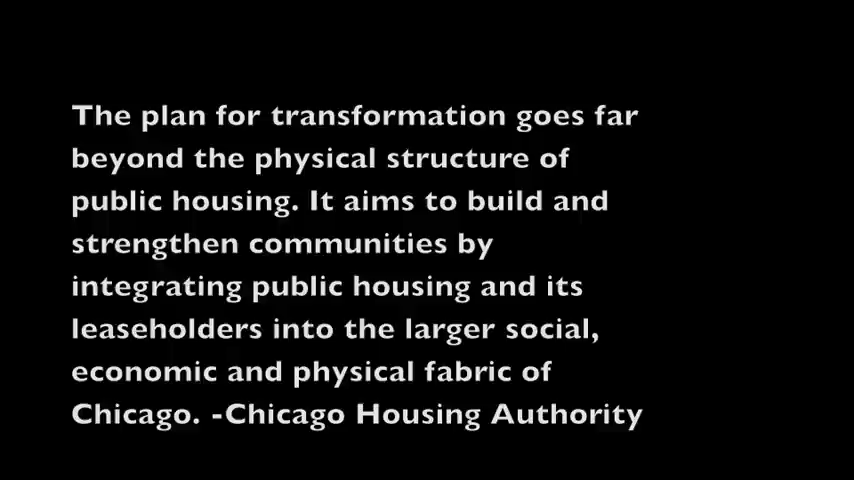 The plan for transformation goes far
beyond the physical structure of
public housing. It aims to build and
strengthen communities by
integrating public housing and its
leaseholders into the larger social,
economic and physical fabric of
Chicago. -Chicago Housing Authority